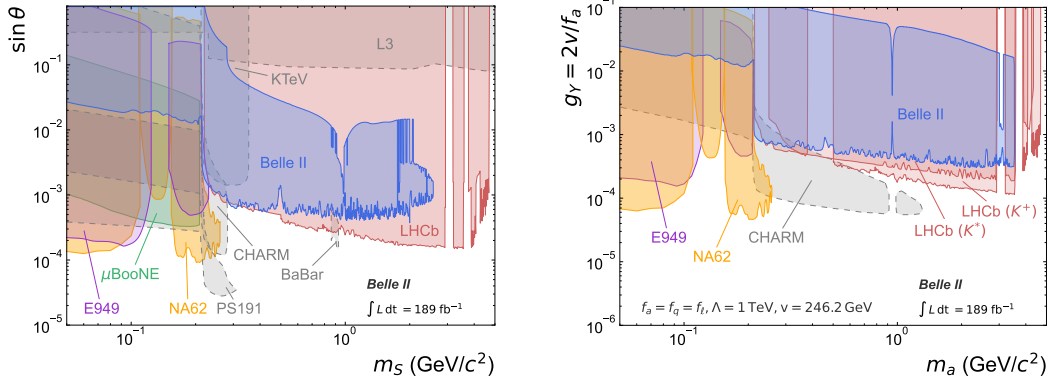 sin θ
10⁻¹
10⁻²
10⁻³
10⁻⁴
10⁻⁵
L3
KTeV
Belle II
LHCb
CHARM
BaBar
μBooNE
E949
NA62
PS191
Belle II
∫ L dt = 189 fb⁻¹
10⁻¹
10⁰
m_S (GeV/c²)
g_Y = 2v/f_a
10⁻¹
10⁻²
10⁻³
10⁻⁴
10⁻⁵
10⁻⁶
Belle II
LHCb (K⁺)
LHCb (K*)
CHARM
E949
NA62
Belle II
f_a = f_q = f_ℓ, Λ = 1 TeV, v = 246.2 GeV
∫ L dt = 189 fb⁻¹
10⁻¹
10⁰
m_a (GeV/c²)